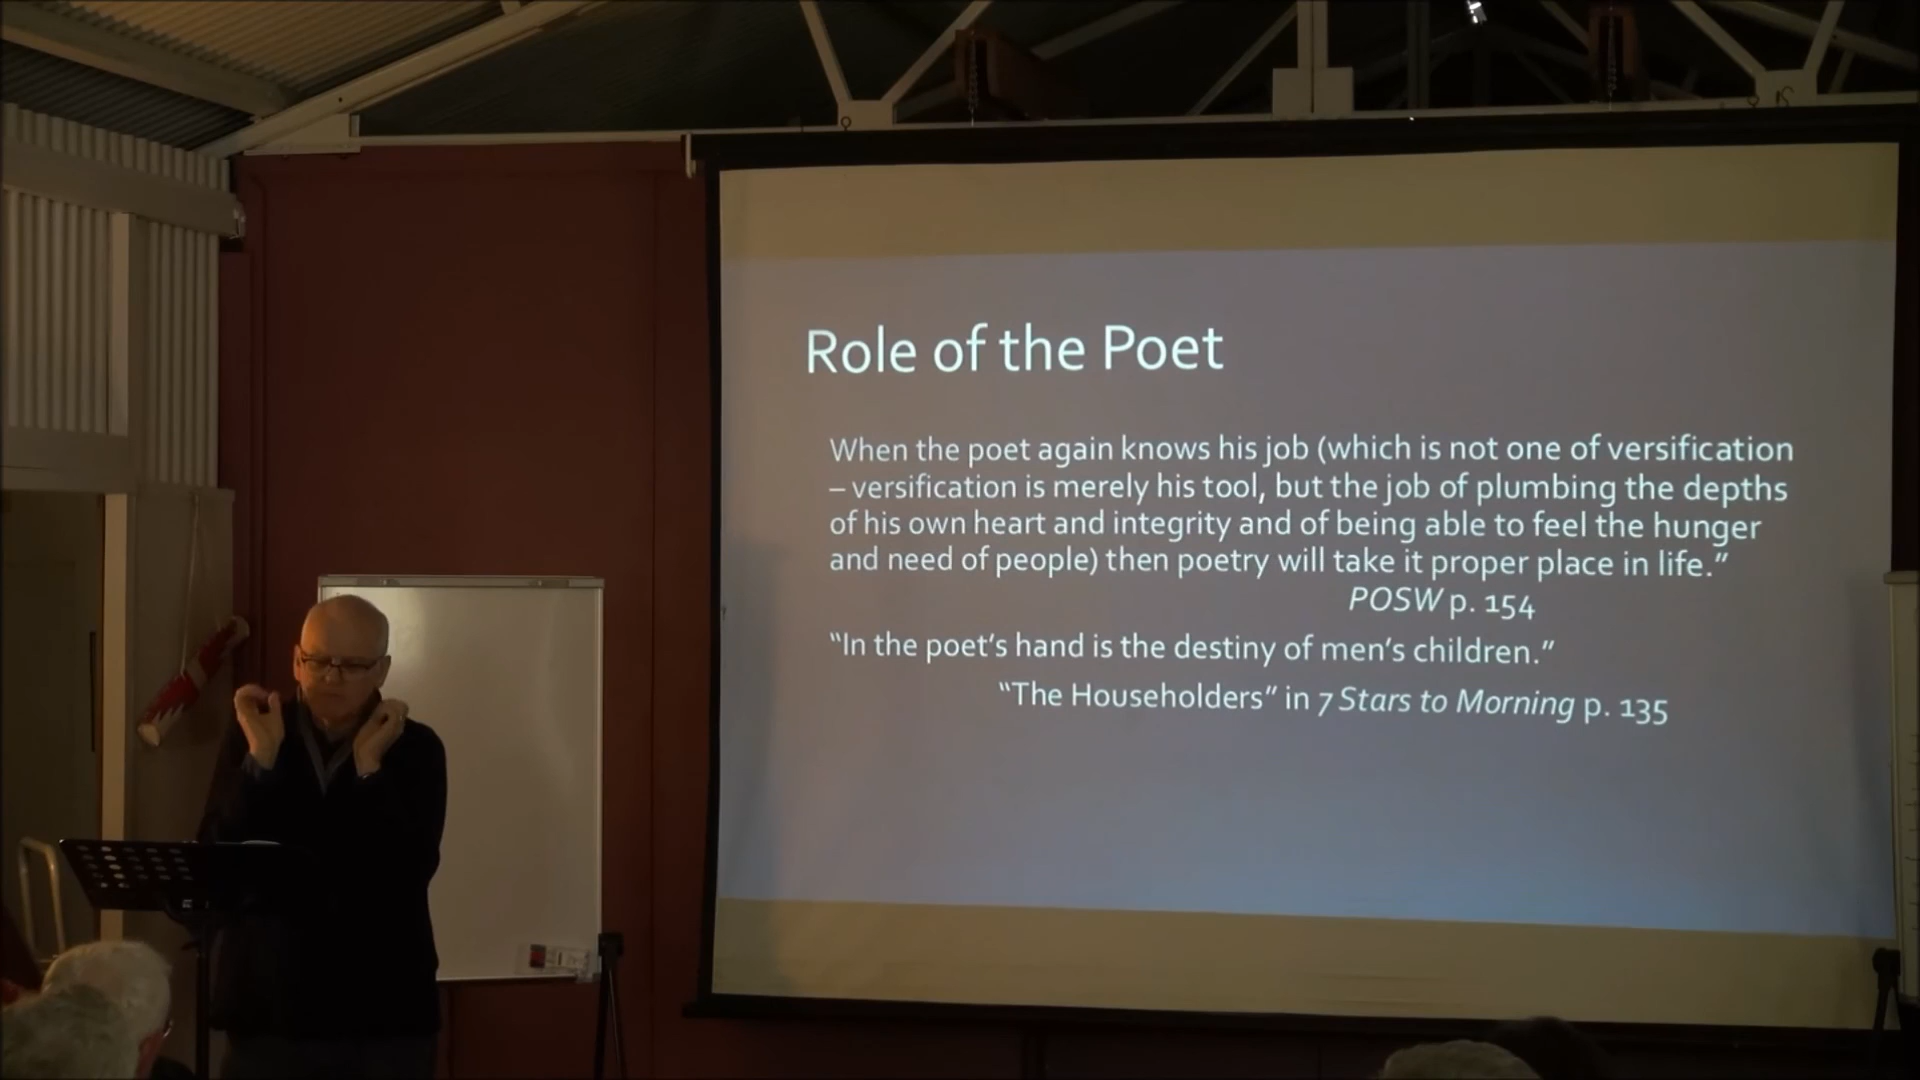 Role of the Poet
When the poet again knows his job (which is not one of versification
– versification is merely his tool, but the job of plumbing the depths
of his own heart and integrity and of being able to feel the hunger
and need of people) then poetry will take it proper place in life.”
POSW p. 154
“In the poet’s hand is the destiny of men’s children.”
“The Householders” in 7 Stars to Morning p. 135